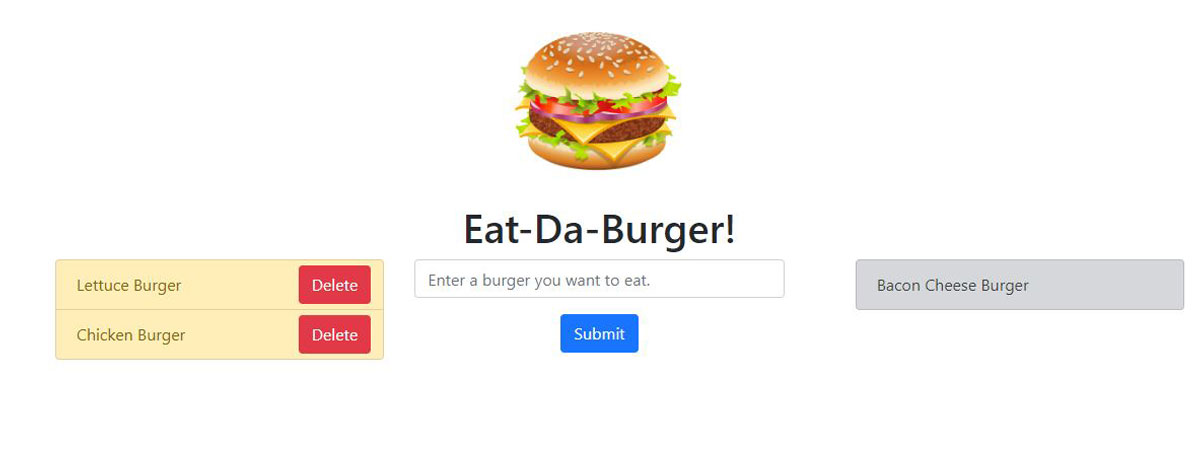 Eat-Da-Burger!
Lettuce Burger
Delete
Chicken Burger
Delete
Enter a burger you want to eat.
Submit
Bacon Cheese Burger